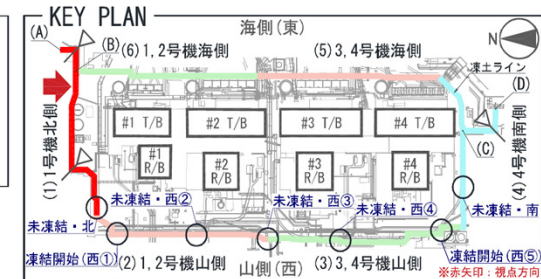 KEY PLAN
海側(東)
(A)
(B)
(6)1,2号機海側
(5)3,4号機海側
N
凍土ライン
(D)
#1 T/B
#2 T/B
#3 T/B
#4 T/B
(C)
(1)1号機北側
#1
R/B
#2
R/B
#3
R/B
#4
R/B
(4)4号機南側
未凍結・西②
未凍結・西③
未凍結・西④
未凍結・南
未凍結・北
凍結開始(西①)
(2)1,2号機山側
(3)3,4号機山側
凍結開始(西⑤)
山側(西)
※赤矢印:視点方向